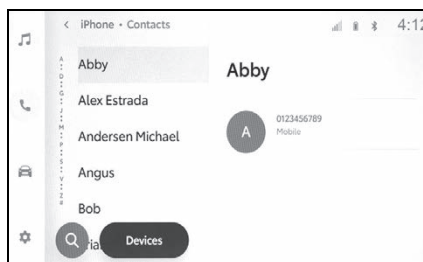 iPhone • Contacts
4:12
A
D
G
J
M
P
S
V
Z
#
Abby
Alex Estrada
Andersen Michael
Angus
Bob
Devices
Abby
A
0123456789
Mobile